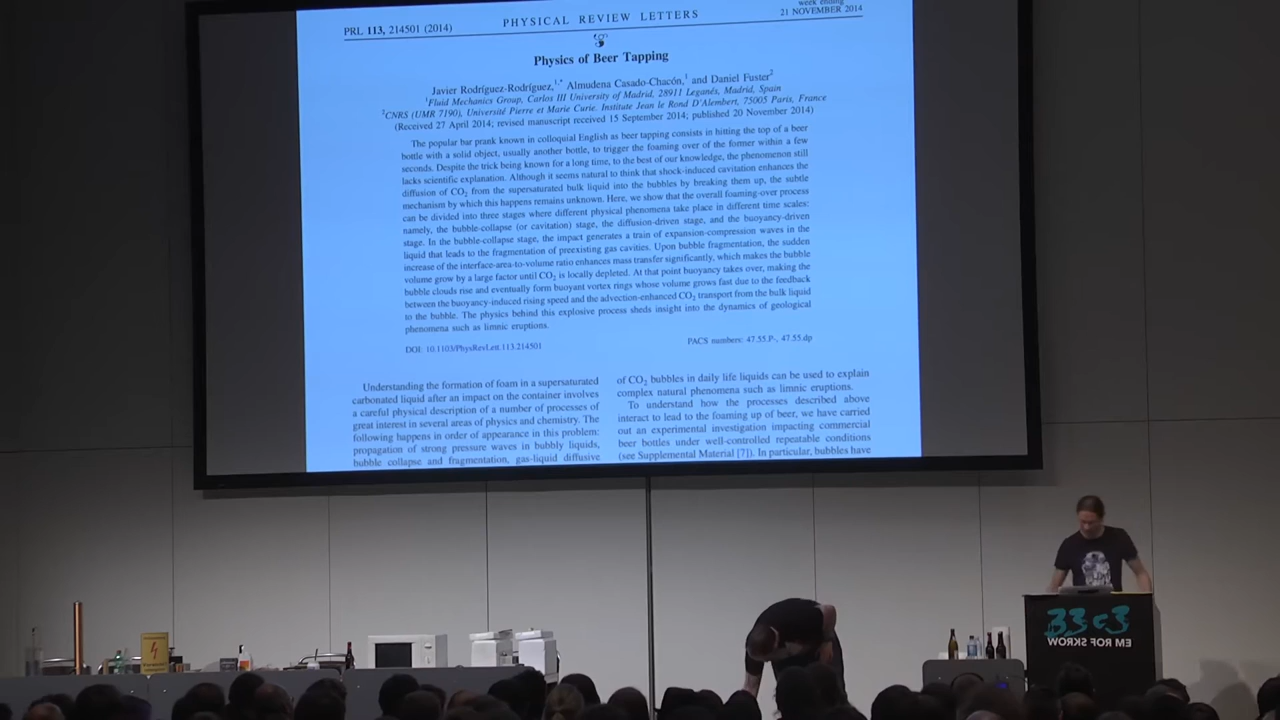 PRL 113, 214501 (2014)
PHYSICAL REVIEW LETTERS
week ending
21 NOVEMBER 2014
Physics of Beer Tapping
Javier Rodríguez-Rodríguez,1,* Almudena Casado-Chacón,1 and Daniel Fuster2
1Fluid Mechanics Group, Carlos III University of Madrid, 28911 Leganés, Madrid, Spain
2CNRS (UMR 7190), Université Pierre et Marie Curie, Institute Jean le Rond D'Alembert, 75005 Paris, France
(Received 27 April 2014; revised manuscript received 15 September 2014; published 20 November 2014)
The popular bar prank known in colloquial English as beer tapping consists in hitting the top of a beer
bottle with a solid object, usually another bottle, to trigger the foaming over of the former within a few
seconds. Despite the trick being known for a long time, to the best of our knowledge, the phenomenon still
lacks scientific explanation. Although it seems natural to think that shock-induced cavitation enhances the
diffusion of CO2 from the supersaturated bulk liquid into the bubbles by breaking them up, the subtle
mechanism by which this happens remains unknown. Here, we show that the overall foaming-over process
can be divided into three stages where different physical phenomena take place in different time scales:
namely, the bubble-collapse (or cavitation) stage, the diffusion-driven stage, and the buoyancy-driven
stage. In the bubble-collapse stage, the impact generates a train of expansion-compression waves in the
liquid that leads to the fragmentation of preexisting gas cavities. Upon bubble fragmentation, the sudden
increase of the interface-area-to-volume ratio enhances mass transfer significantly, which makes the bubble
volume grow by a large factor until CO2 is locally depleted. At that point buoyancy takes over, making the
bubble clouds rise and eventually form buoyant vortex rings whose volume grows fast due to the feedback
between the buoyancy-induced rising speed and the advection-enhanced CO2 transport from the bulk liquid
to the bubble. The physics behind this explosive process sheds insight into the dynamics of geological
phenomena such as limnic eruptions.
DOI: 10.1103/PhysRevLett.113.214501
PACS numbers: 47.55.P-, 47.55.dp
Understanding the formation of foam in a supersaturated
carbonated liquid after an impact on the container involves
a careful physical description of a number of processes of
great interest in several areas of physics and chemistry. The
following happens in order of appearance in this problem:
propagation of strong pressure waves in bubbly liquids,
bubble collapse and fragmentation, gas-liquid diffusive
of CO2 bubbles in daily life liquids can be used to explain
complex natural phenomena such as limnic eruptions.
To understand how the processes described above
interact to lead to the foaming up of beer, we have carried
out an experimental investigation impacting commercial
beer bottles under well-controlled repeatable conditions
(see Supplemental Material [7]). In particular, bubbles have
33c3
WORKS FOR ME